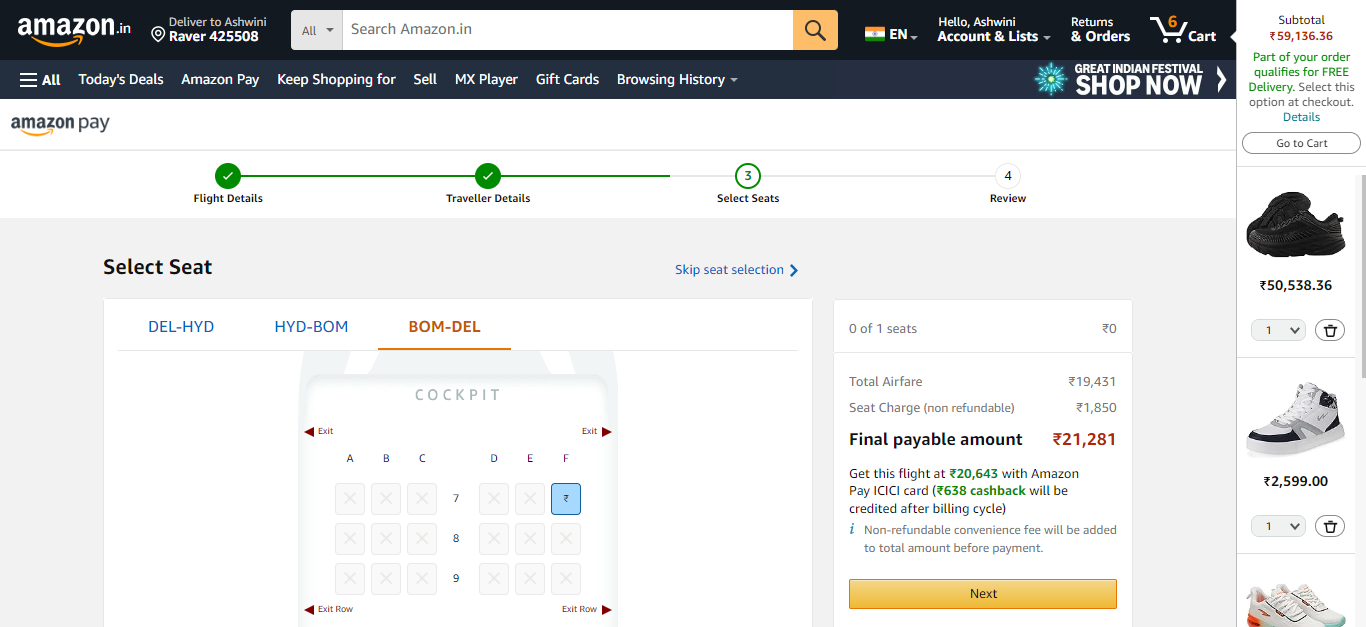 amazon.in
Deliver to Ashwini
Raver 425508
All
Search Amazon.in
EN
Hello, Ashwini
Account & Lists
Returns
& Orders
6
Cart
All
Today's Deals
Amazon Pay
Keep Shopping for
Sell
MX Player
Gift Cards
Browsing History
GREAT INDIAN FESTIVAL
SHOP NOW
amazon pay
3
4
Flight Details
Traveller Details
Select Seats
Review
Select Seat
Skip seat selection
DEL-HYD
HYD-BOM
BOM-DEL
COCKPIT
Exit
Exit
A B C D E F
7 ₹
8
9
Exit Row
Exit Row
0 of 1 seats ₹0
Total Airfare ₹19,431
Seat Charge (non refundable) ₹1,850
Final payable amount ₹21,281
Get this flight at ₹20,643 with Amazon
Pay ICICI card (₹638 cashback will be
credited after billing cycle)
i Non-refundable convenience fee will be added
to total amount before payment.
Next
Subtotal
₹59,136.36
Part of your order
qualifies for FREE
Delivery. Select this
option at checkout.
Details
Go to Cart
₹50,538.36
1
₹2,599.00
1